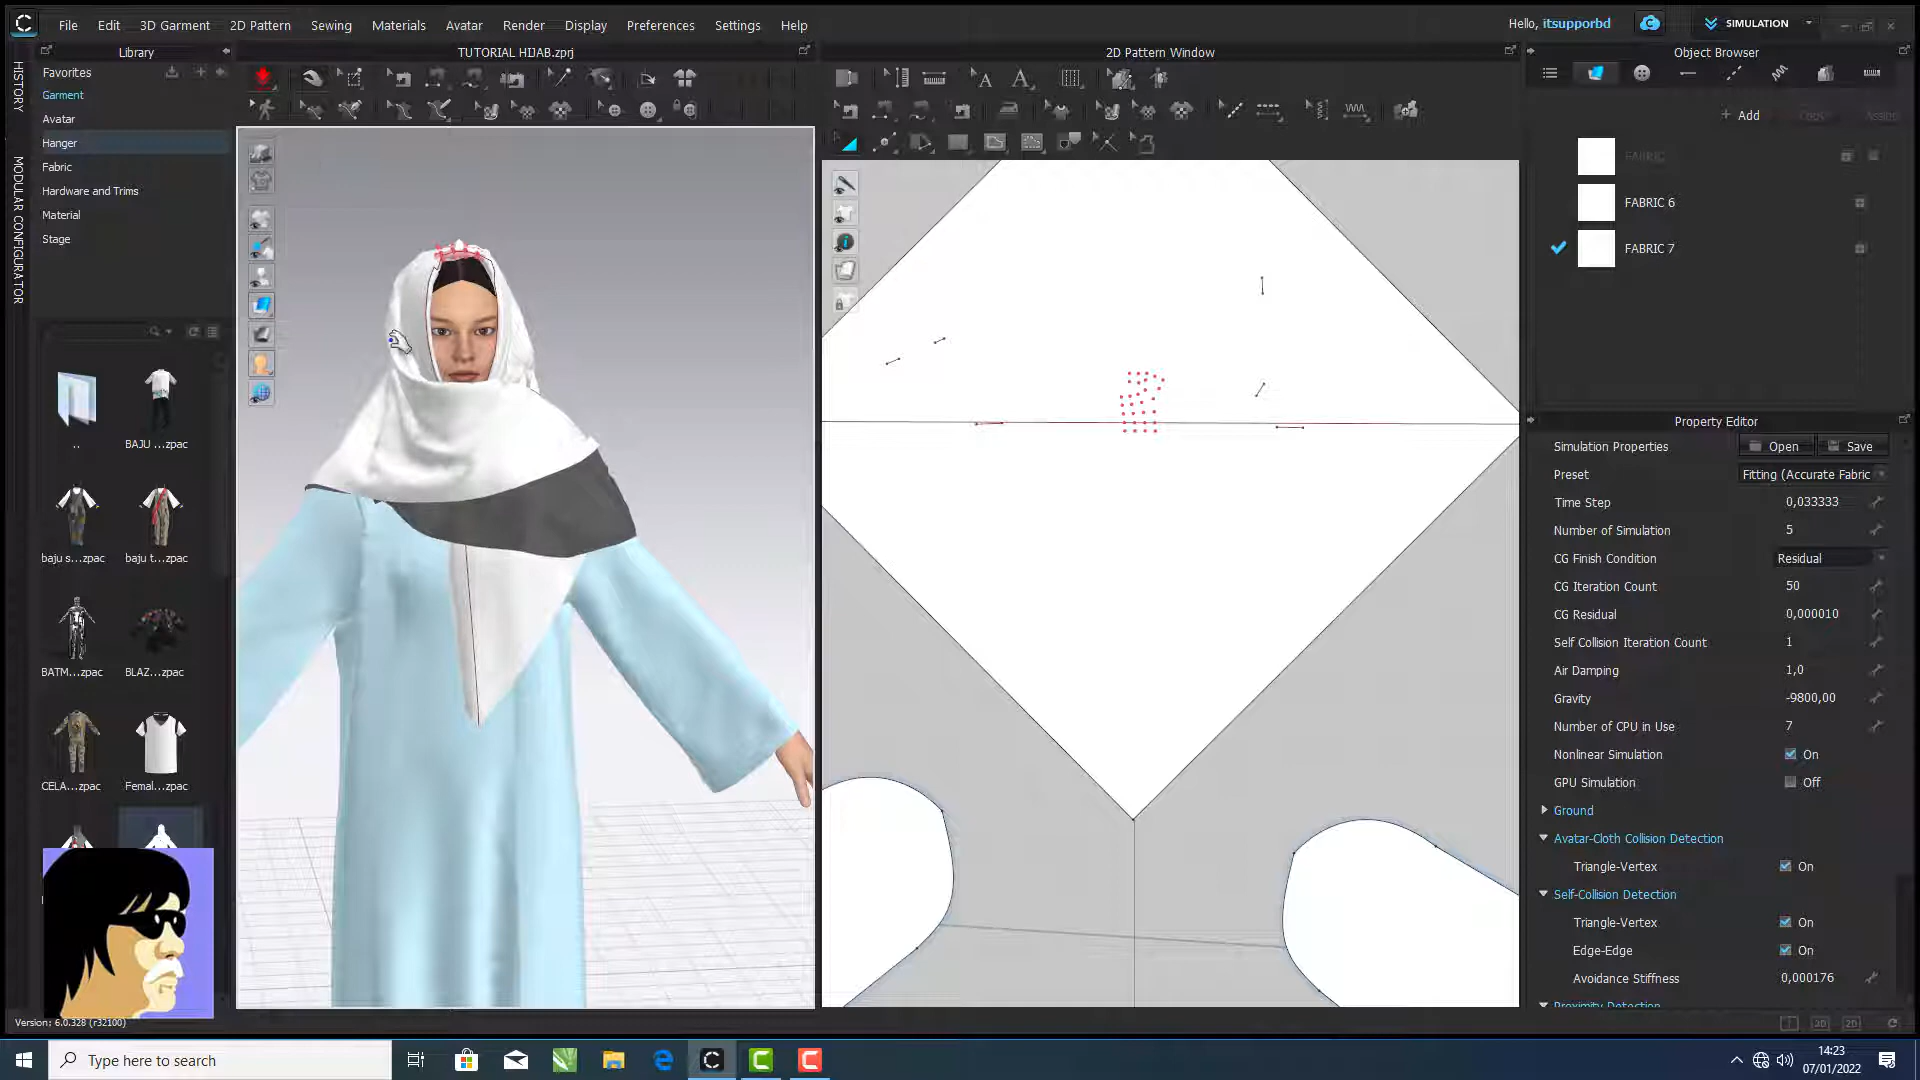 File Edit 3D Garment 2D Pattern Sewing Materials Avatar Render Display Preferences Settings Help
Hello, itsupporbd
SIMULATION
HISTORY
MODULAR CONFIGURATOR
Library
TUTORIAL HIJAB.zprj
2D Pattern Window
Object Browser
Favorites
Garment
Avatar
Hanger
Fabric
Hardware and Trims
Material
Stage
..
BAJU ...zpac
baju s...zpac
baju t...zpac
BATM...zpac
BLAZ...zpac
CELA...zpac
Femal...zpac
Version: 6.0.328 (r32100)
+ Add
Copy
Assign
FABRIC
FABRIC 6
FABRIC 7
Property Editor
Simulation Properties
Open
Save
Preset
Fitting (Accurate Fabric
Time Step
0,033333
Number of Simulation
5
CG Finish Condition
Residual
CG Iteration Count
50
CG Residual
0,000010
Self Collision Iteration Count
1
Air Damping
1,0
Gravity
-9800,00
Number of CPU in Use
7
Nonlinear Simulation
On
GPU Simulation
Off
Ground
Avatar-Cloth Collision Detection
Triangle-Vertex
On
Self-Collision Detection
Triangle-Vertex
On
Edge-Edge
On
Avoidance Stiffness
0,000176
Proximity Detection
3D
2D
Type here to search
14:23
07/01/2022